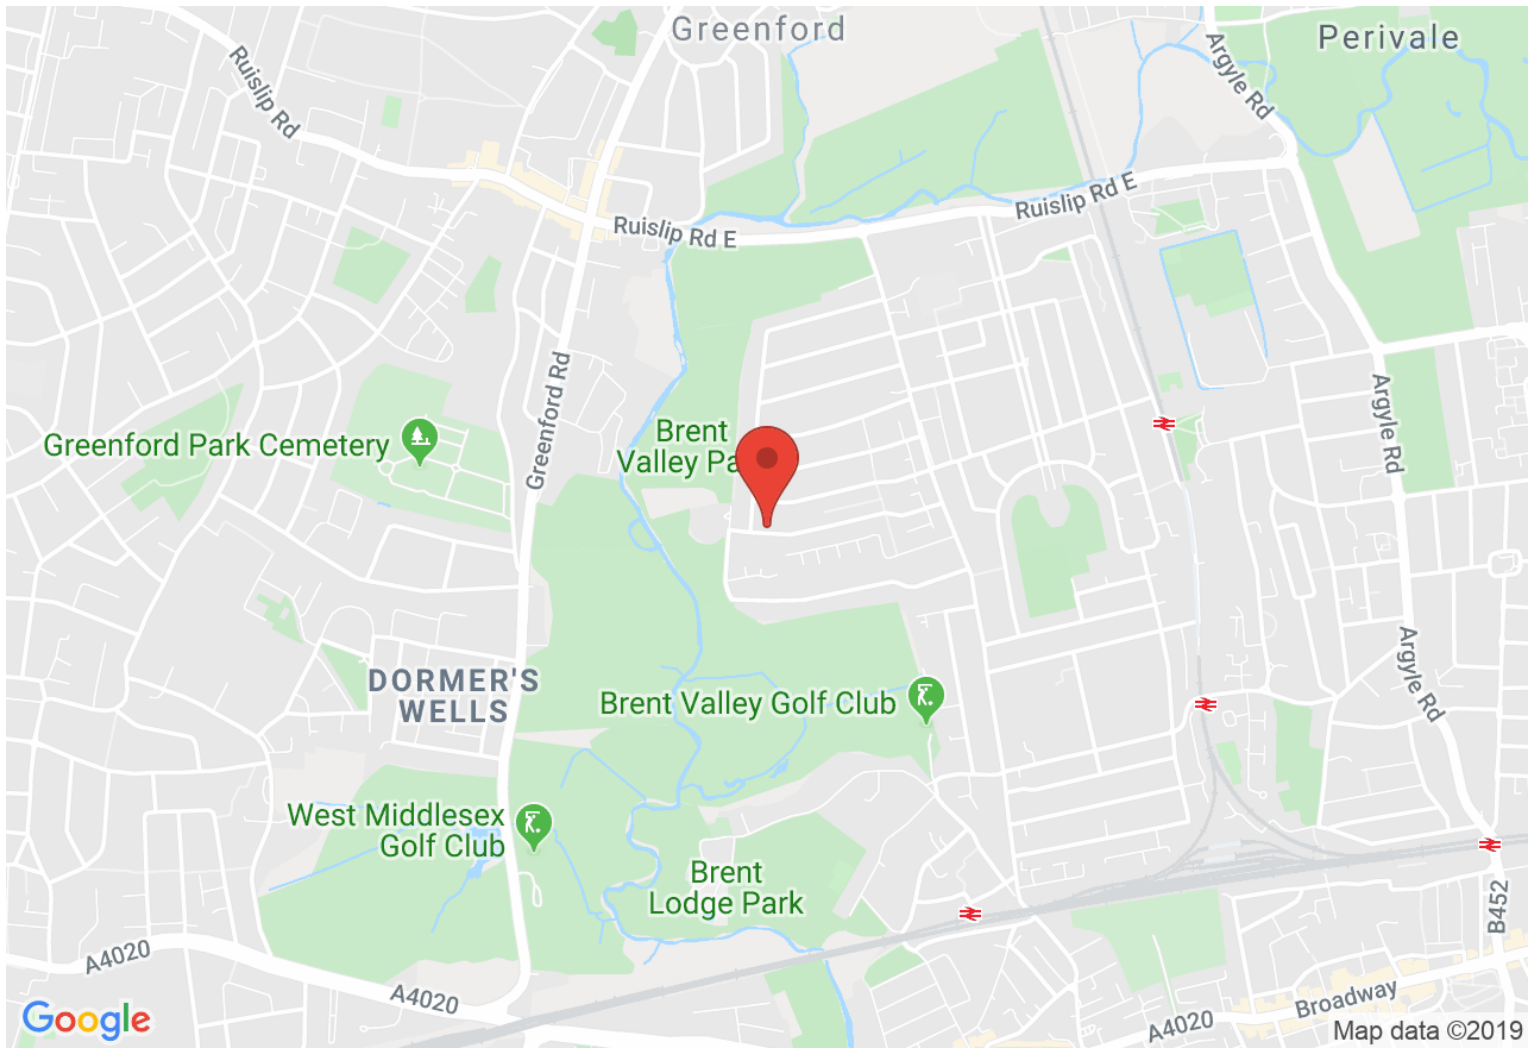 Greenford
Perivale
Ruislip Rd
Argyle Rd
Ruislip Rd E
Ruislip Rd E
Greenford Rd
Argyle Rd
Greenford Park Cemetery
Brent
Valley Pa
DORMER'S
WELLS
Brent Valley Golf Club
Argyle Rd
West Middlesex
Golf Club
Brent
Lodge Park
B452
A4020
A4020
Broadway
A4020
Google
Map data ©2019